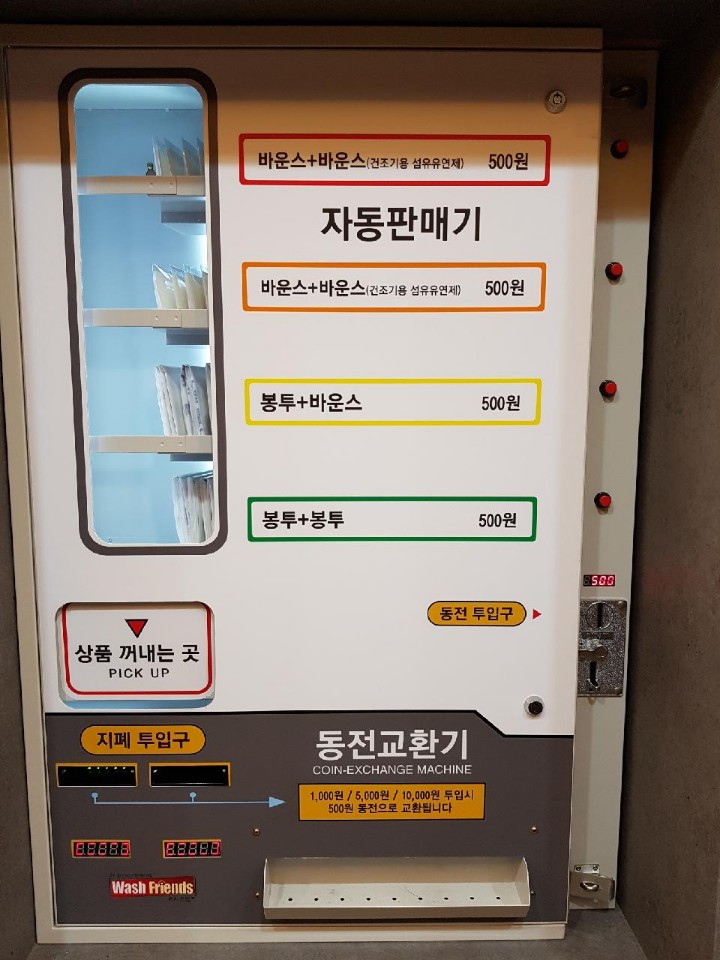 바운스+바운스(건조기용 섬유유연제) 500원
자동판매기
바운스+바운스(건조기용 섬유유연제) 500원
봉투+바운스 500원
봉투+봉투 500원
500
동전 투입구
상품 꺼내는 곳
PICK UP
지폐 투입구
동전교환기
COIN-EXCHANGE MACHINE
1,000원 / 5,000원 / 10,000원 투입시
500원 동전으로 교환됩니다
Wash Friends